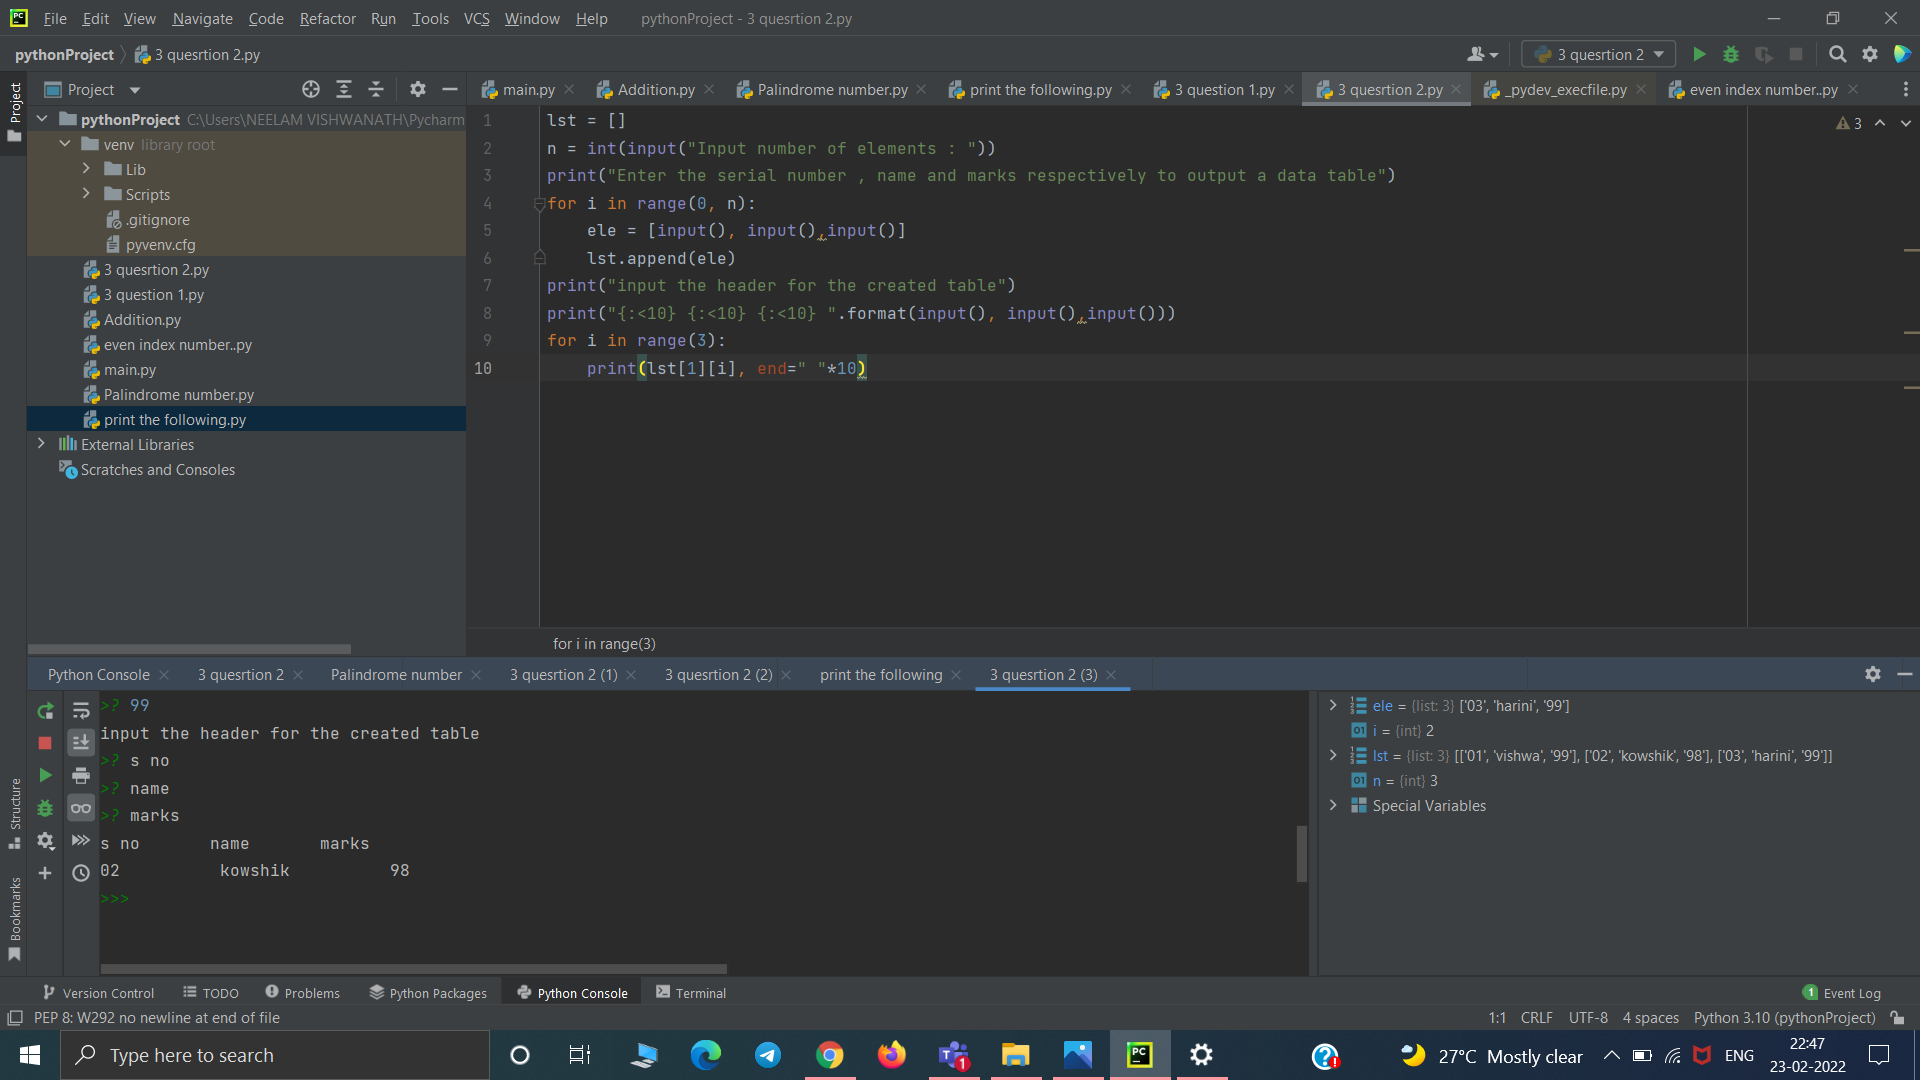 File Edit View Navigate Code Refactor Run Tools VCS Window Help pythonProject - 3 quesrtion 2.py
pythonProject 3 quesrtion 2.py 3 quesrtion 2
Project main.py Addition.py Palindrome number.py print the following.py 3 question 1.py 3 quesrtion 2.py _pydev_execfile.py even index number..py
Project
pythonProject C:\Users\NEELAM VISHWANATH\Pycharm
venv library root
Lib
Scripts
.gitignore
pyvenv.cfg
3 quesrtion 2.py
3 question 1.py
Addition.py
even index number..py
main.py
Palindrome number.py
print the following.py
External Libraries
Scratches and Consoles
3
1 lst = []
2 n = int(input("Input number of elements : "))
3 print("Enter the serial number , name and marks respectively to output a data table")
4 for i in range(0, n):
5 ele = [input(), input(),input()]
6 lst.append(ele)
7 print("input the header for the created table")
8 print("{:<10} {:<10} {:<10} ".format(input(), input(),input()))
9 for i in range(3):
10 print(lst[1][i], end=" "*10)
for i in range(3)
Python Console 3 quesrtion 2 Palindrome number 3 quesrtion 2 (1) 3 quesrtion 2 (2) print the following 3 quesrtion 2 (3)
>? 99
input the header for the created table
>? s no
>? name
>? marks
s no name marks
02 kowshik 98
>>>
ele = {list: 3} ['03', 'harini', '99']
i = {int} 2
lst = {list: 3} [['01', 'vishwa', '99'], ['02', 'kowshik', '98'], ['03', 'harini', '99']]
n = {int} 3
Special Variables
Structure
Bookmarks
Version Control TODO Problems Python Packages Python Console Terminal 1 Event Log
PEP 8: W292 no newline at end of file 1:1 CRLF UTF-8 4 spaces Python 3.10 (pythonProject)
Type here to search 1 27°C Mostly clear ENG 22:47
23-02-2022